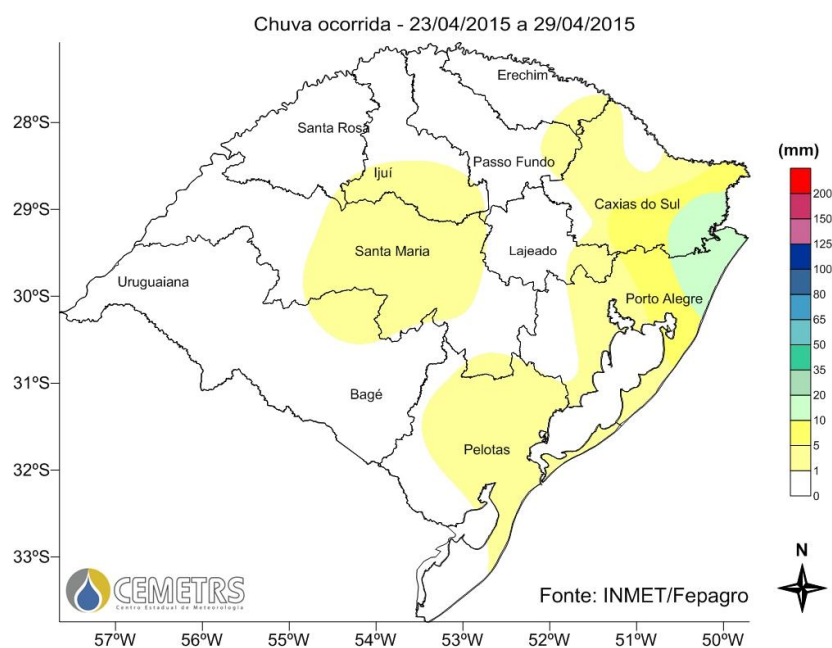 Chuva ocorrida - 23/04/2015 a 29/04/2015
Erechim
28ºS
Santa Rosa
Passo Fundo
Ijuí
(mm)
200
150
125
100
80
65
50
35
20
10
5
1
0
29ºS
Caxias do Sul
Santa Maria
Lajeado
Uruguaiana
30ºS
Porto Alegre
31ºS
Bagé
Pelotas
32ºS
33ºS
CEMETRS
Centro Estadual de Meteorologia
Fonte: INMET/Fepagro
N
57ºW 56ºW 55ºW 54ºW 53ºW 52ºW 51ºW 50ºW